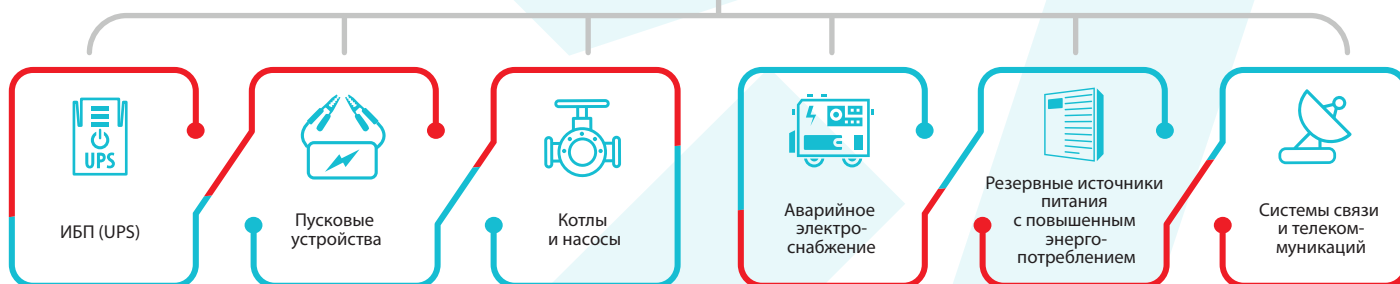 UPS
ИБП (UPS)
Пусковые
устройства
Котлы
и насосы
Аварийное
электро-
снабжение
Резервные источники
питания
с повышенным
энерго-
потреблением
Системы связи
и телеком-
муникаций